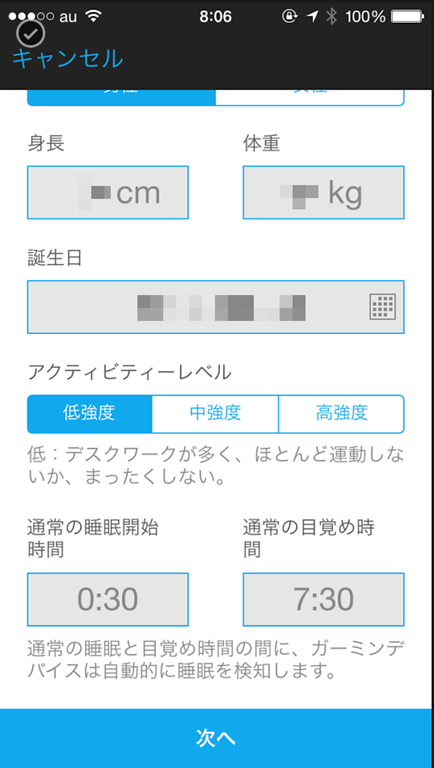 au 8:06 100%
キャンセル
身長 体重
cm kg
誕生日
アクティビティーレベル
低強度 中強度 高強度
低：デスクワークが多く、ほとんど運動しな
いか、まったくしない。
通常の睡眠開始
時間
通常の目覚め時
間
0:30 7:30
通常の睡眠と目覚め時間の間に、ガーミンデ
バイスは自動的に睡眠を検知します。
次へ